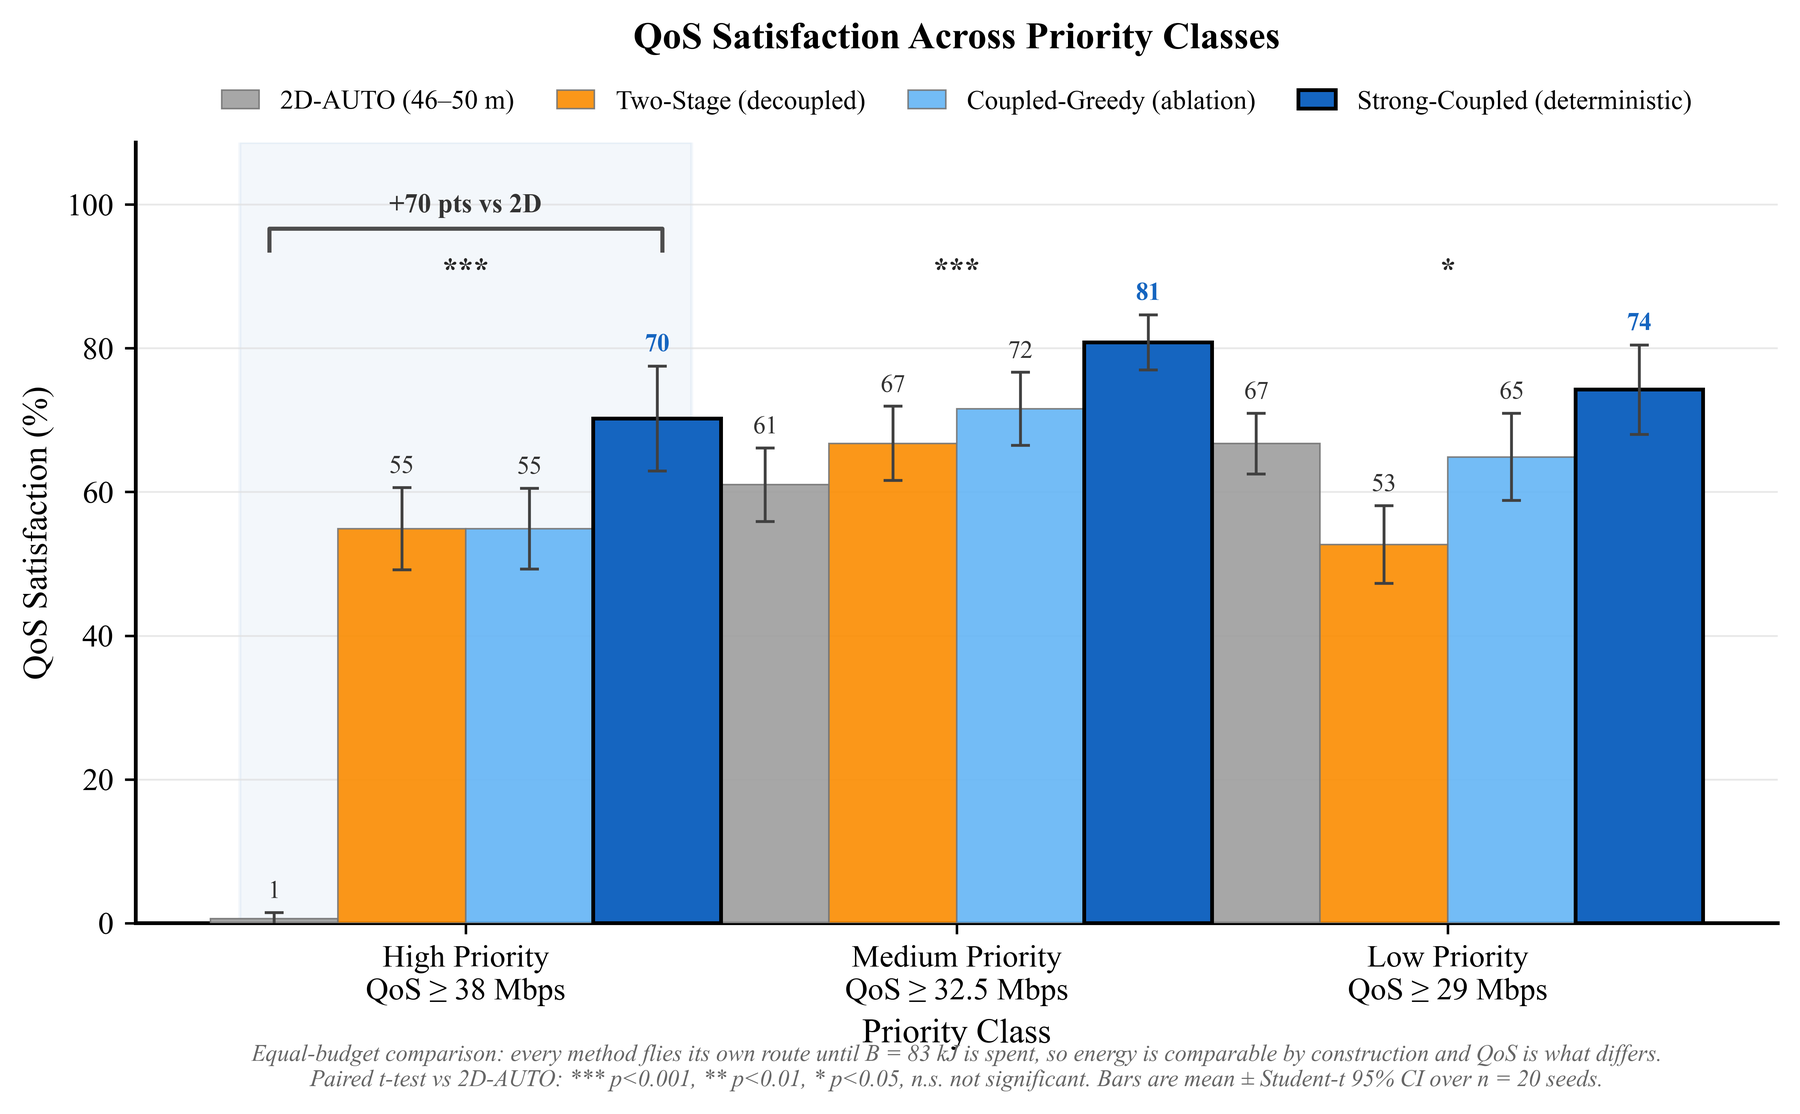 QoS Satisfaction Across Priority Classes
2D-AUTO (46–50 m) Two-Stage (decoupled) Coupled-Greedy (ablation) Strong-Coupled (deterministic)
QoS Satisfaction (%)
100
80
60
40
20
0
+70 pts vs 2D
*** *** *
1 55 55 70
61 67 72 81
67 53 65 74
High Priority
QoS ≥ 38 Mbps
Medium Priority
QoS ≥ 32.5 Mbps
Low Priority
QoS ≥ 29 Mbps
Priority Class
Equal-budget comparison: every method flies its own route until B = 83 kJ is spent, so energy is comparable by construction and QoS is what differs.
Paired t-test vs 2D-AUTO: *** p<0.001, ** p<0.01, * p<0.05, n.s. not significant. Bars are mean ± Student-t 95% CI over n = 20 seeds.